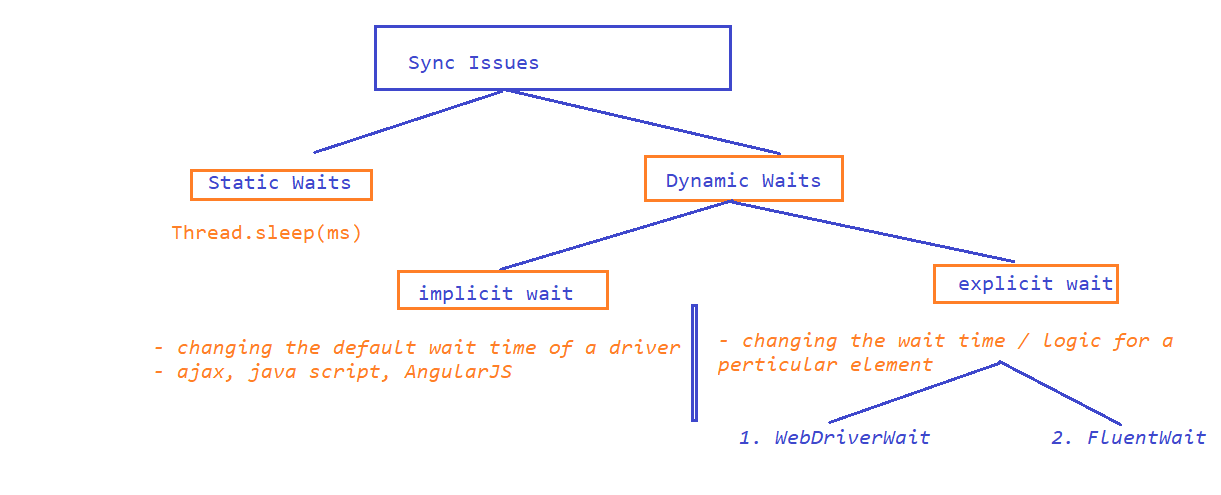 Sync Issues
Static Waits
Dynamic Waits
Thread.sleep(ms)
implicit wait
explicit wait
- changing the default wait time of a driver
- ajax, java script, AngularJS
- changing the wait time / logic for a
perticular element
1. WebDriverWait
2. FluentWait